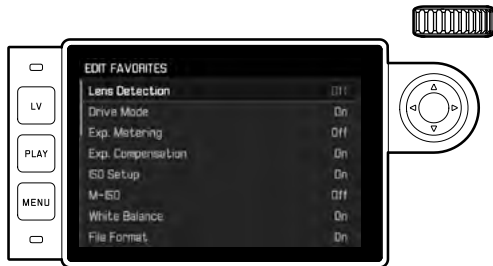 EDIT FAVORITES
Lens Detection Off
Drive Mode On
Exp. Metering Off
Exp. Compensation On
ISO Setup On
M-ISO Off
White Balance On
File Format On
LV
PLAY
MENU